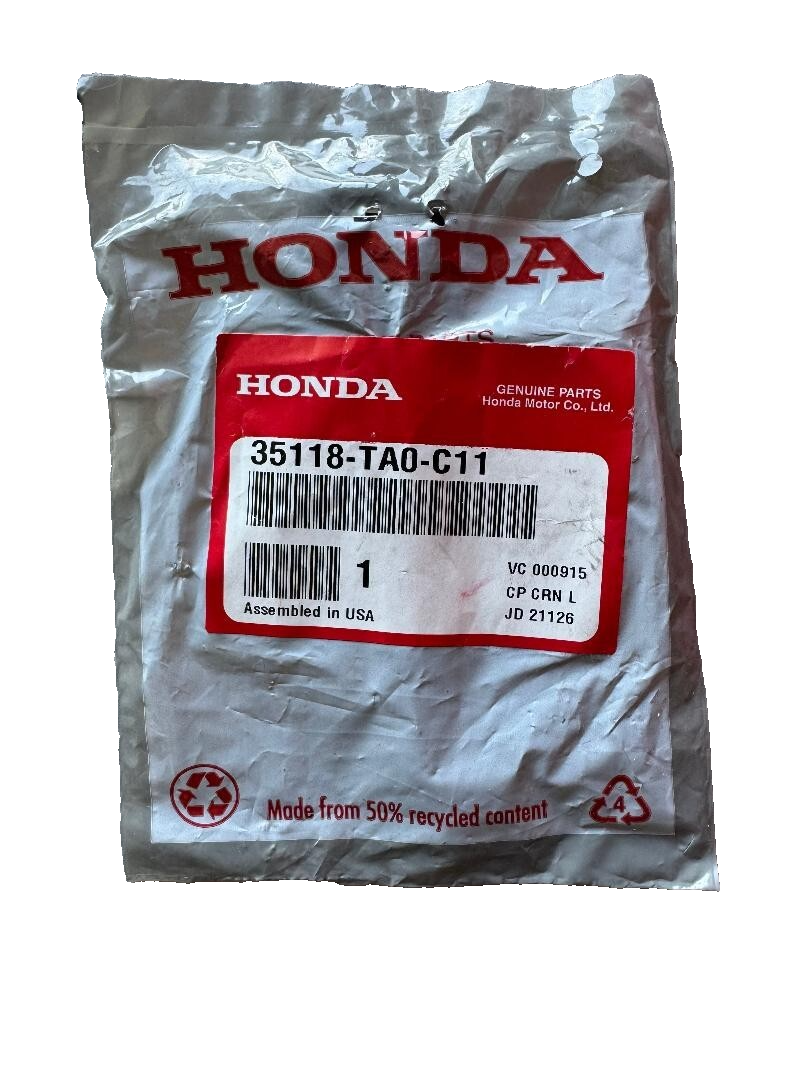 HONDA
HONDA
GENUINE PARTS
Honda Motor Co., Ltd.
35118-TA0-C11
1
VC 000915
CP CRN L
Assembled in USA
JD 21126
Made from 50% recycled content
4